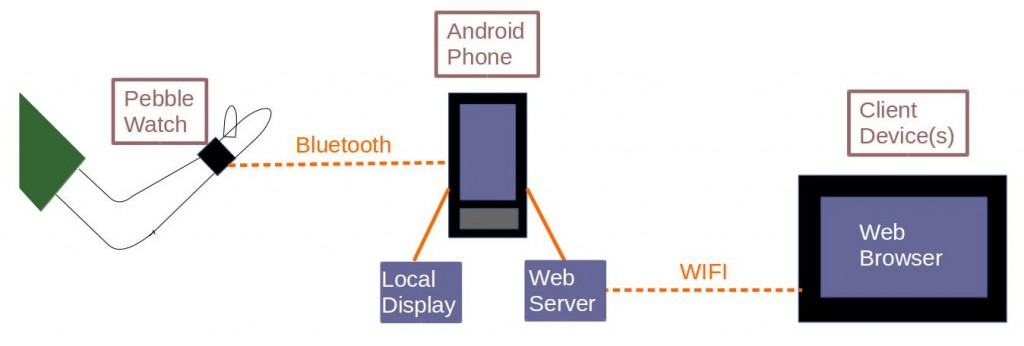 Android
Phone
Pebble
Watch
Client
Device(s)
Bluetooth
Web
Browser
Local
Display
Web
Server
WIFI